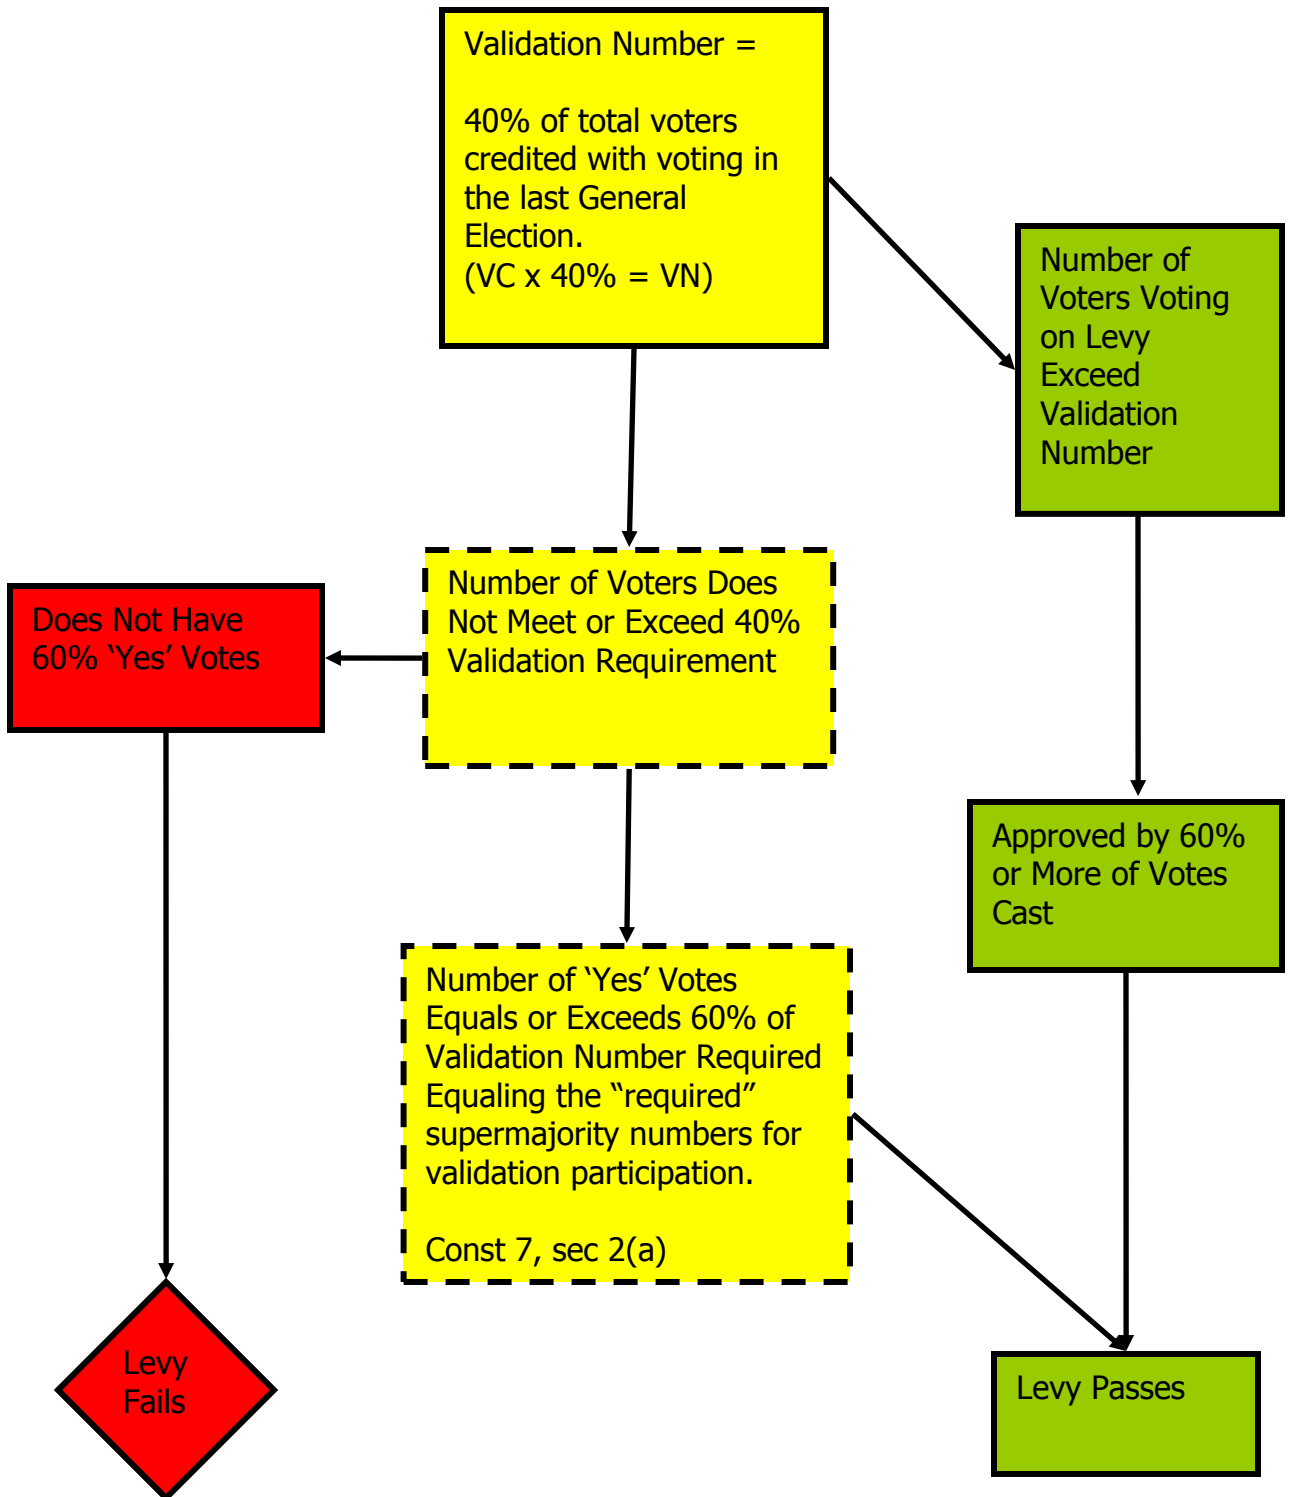 Validation Number =
40% of total voters
credited with voting in
the last General
Election.
(VC x 40% = VN)
Number of
Voters Voting
on Levy
Exceed
Validation
Number
Number of Voters Does
Not Meet or Exceed 40%
Validation Requirement
Does Not Have
60% ‘Yes’ Votes
Approved by 60%
or More of Votes
Cast
Number of ‘Yes’ Votes
Equals or Exceeds 60% of
Validation Number Required
Equaling the “required”
supermajority numbers for
validation participation.
Const 7, sec 2(a)
Levy
Fails
Levy Passes